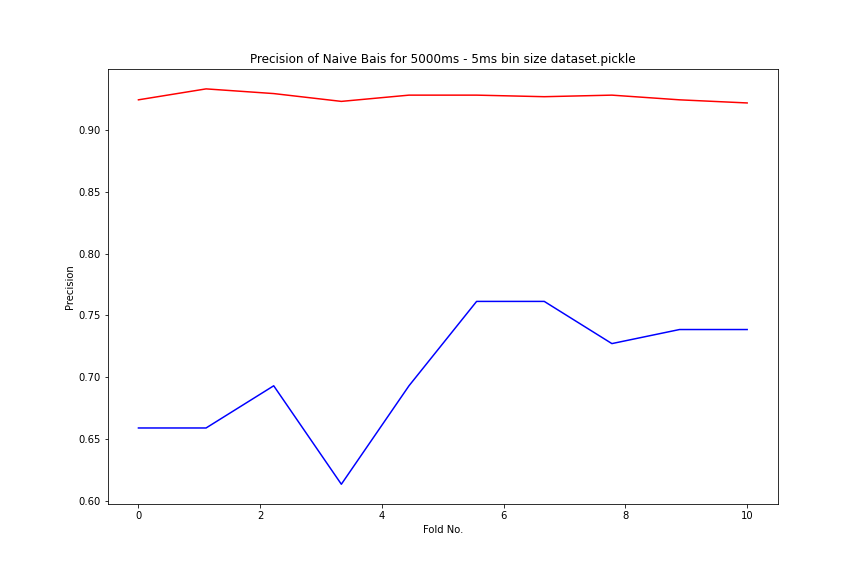 Precision of Naive Bais for 5000ms - 5ms bin size dataset.pickle
0.90
0.85
0.80
0.75
0.70
0.65
0.60
Precision
0 2 4 6 8 10
Fold No.